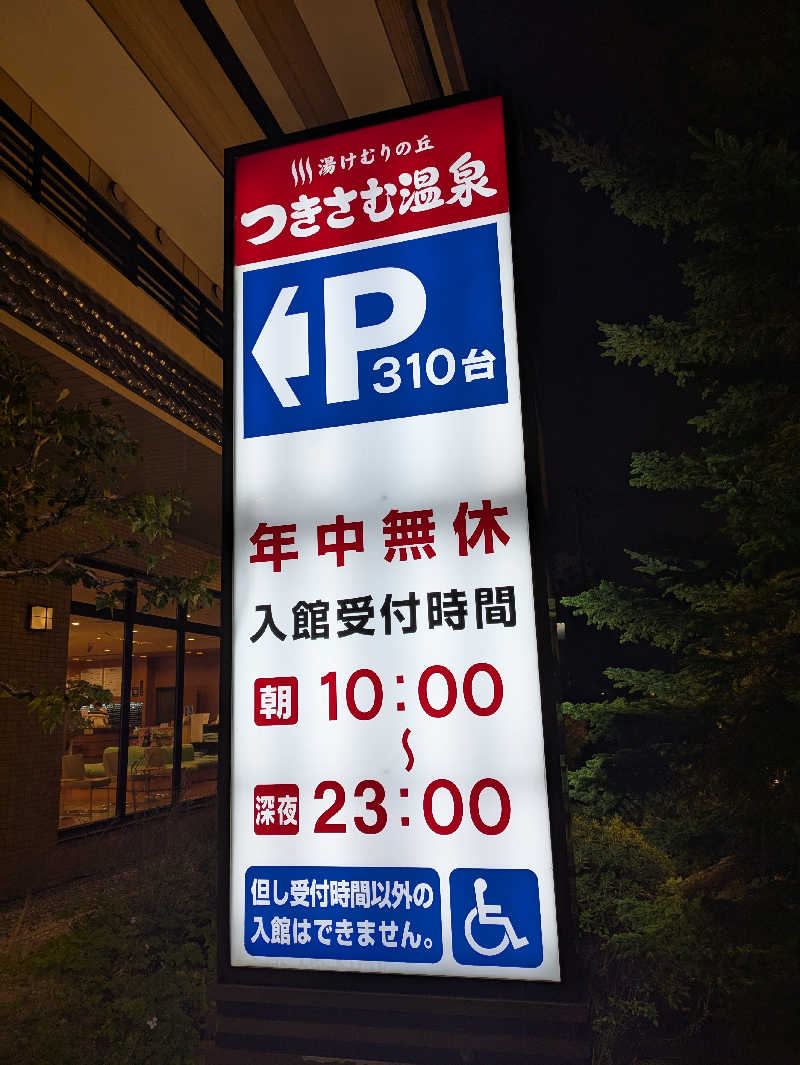 湯けむりの丘
つきさむ温泉
P 310台
年中無休
入館受付時間
朝 10:00
～
深夜 23:00
但し受付時間以外の
入館はできません。